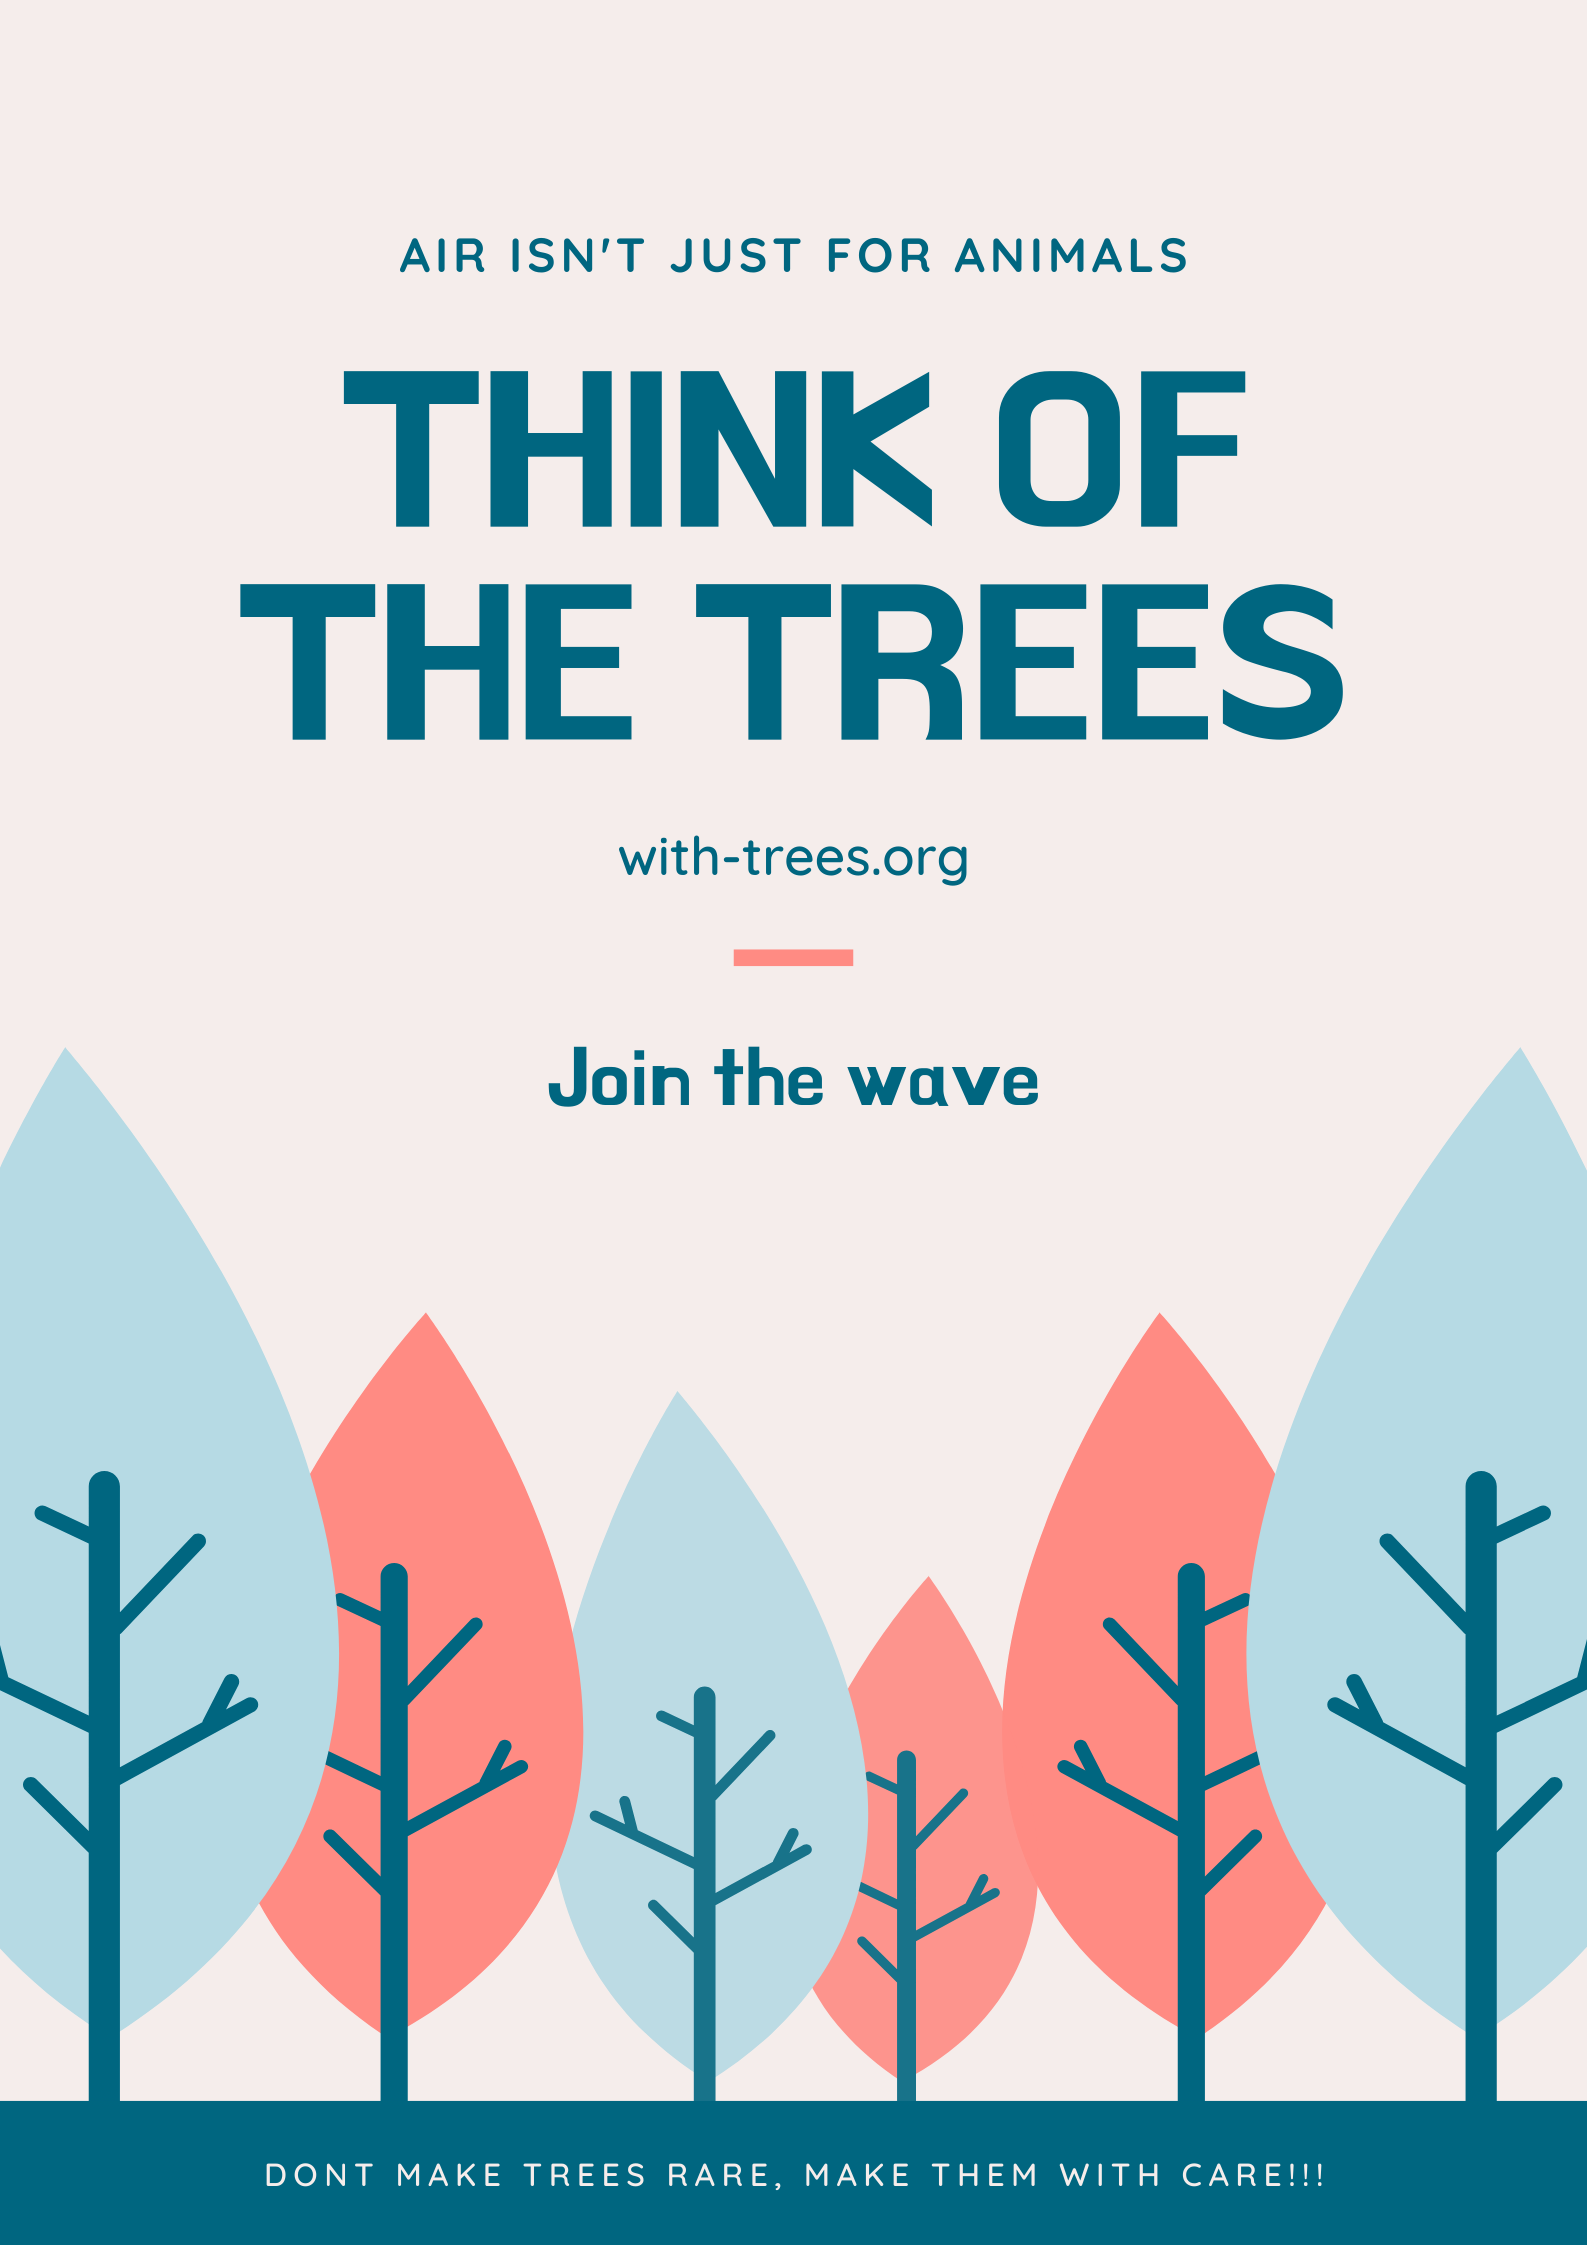 AIR ISN'T JUST FOR ANIMALS
THINK OF
THE TREES
with-trees.org
Join the wave
DONT MAKE TREES RARE, MAKE THEM WITH CARE!!!